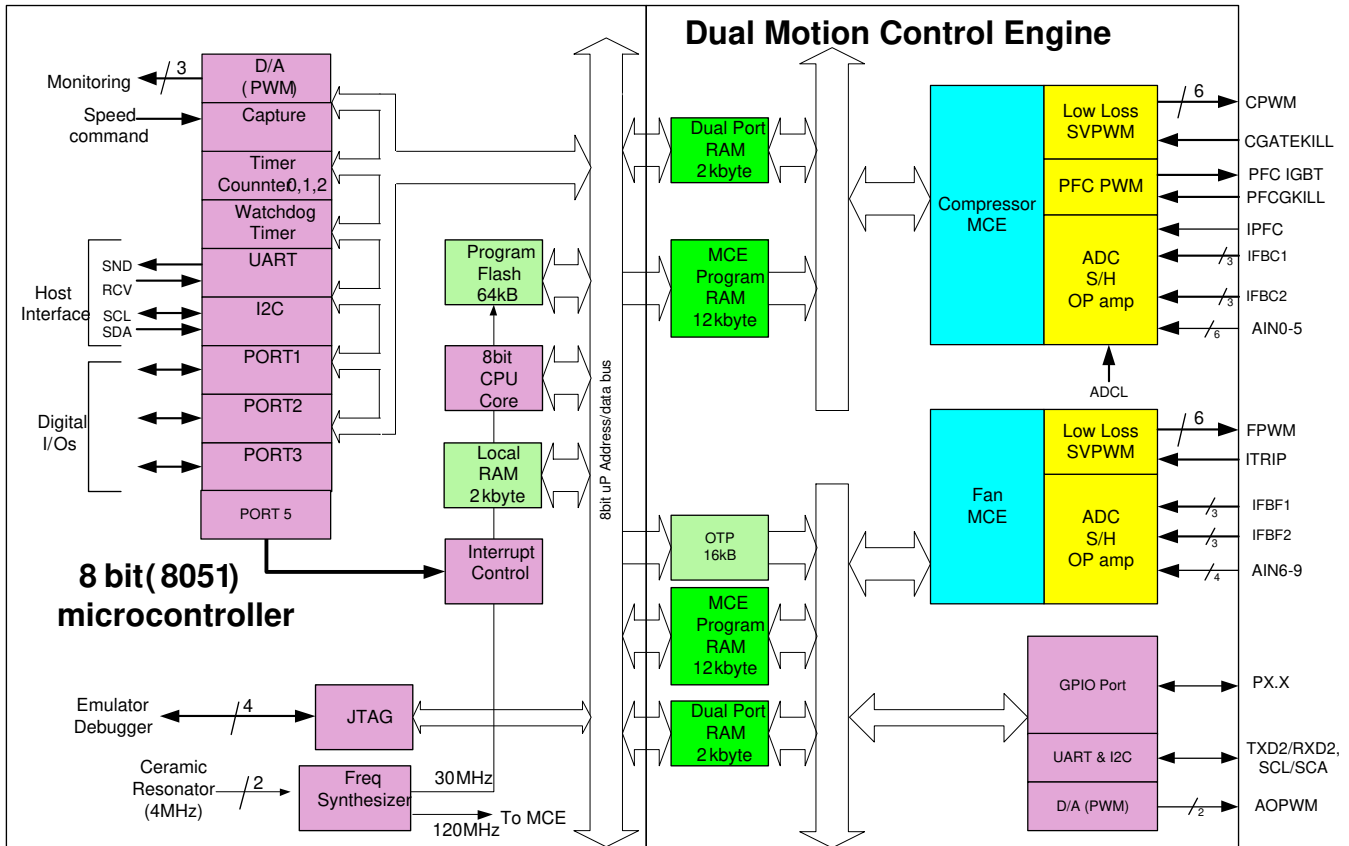 Dual Motion Control Engine
Monitoring
3
D/A
(PWM)
Speed
command
Capture
Timer
Counnter0,1,2
Watchdog
Timer
Host
Interface
SND
RCV
UART
SCL
SDA
I2C
Digital
I/Os
PORT1
PORT2
PORT3
PORT 5
8 bit(8051)
microcontroller
Program
Flash
64kB
8bit
CPU
Core
Local
RAM
2kbyte
Interrupt
Control
Emulator
Debugger
4
JTAG
Ceramic
Resonator
(4MHz)
2
Freq
Synthesizer
30MHz
120MHz
To MCE
8bit uP Address/data bus
Dual Port
RAM
2kbyte
MCE
Program
RAM
12kbyte
OTP
16kB
MCE
Program
RAM
12kbyte
Dual Port
RAM
2kbyte
Compressor
MCE
Low Loss
SVPWM
PFC PWM
ADC
S/H
OP amp
6
CPWM
CGATEKILL
PFC IGBT
PFCGKILL
IPFC
3
IFBC1
3
IFBC2
6
AIN0-5
ADCL
Fan
MCE
Low Loss
SVPWM
ADC
S/H
OP amp
6
FPWM
ITRIP
3
IFBF1
3
IFBF2
4
AIN6-9
GPIO Port
PX.X
UART & I2C
TXD2/RXD2,
SCL/SCA
D/A (PWM)
2
AOPWM